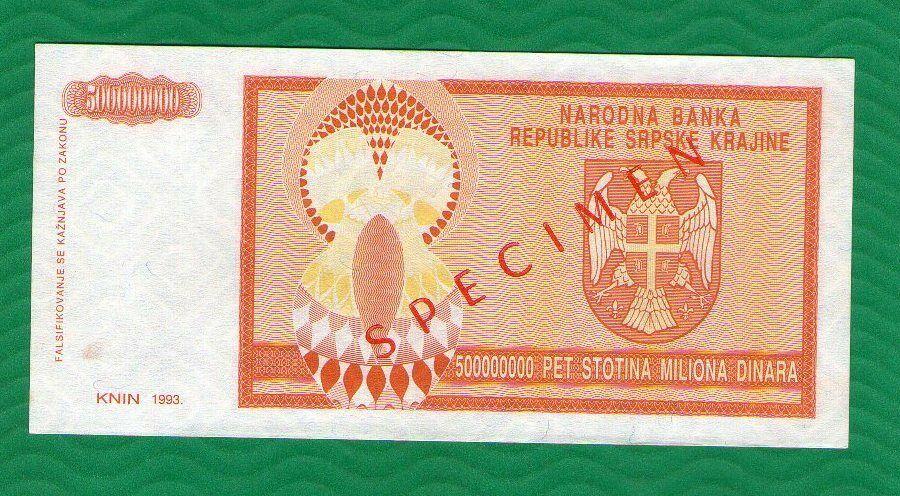 500000000
FALSIFIKOVANJE SE KAŽNJAVA PO ZAKONU
KNIN 1993.
NARODNA BANKA
REPUBLIKE SRPSKE KRAJINE
SPECIMEN
500000000 PET STOTINA MILIONA DINARA